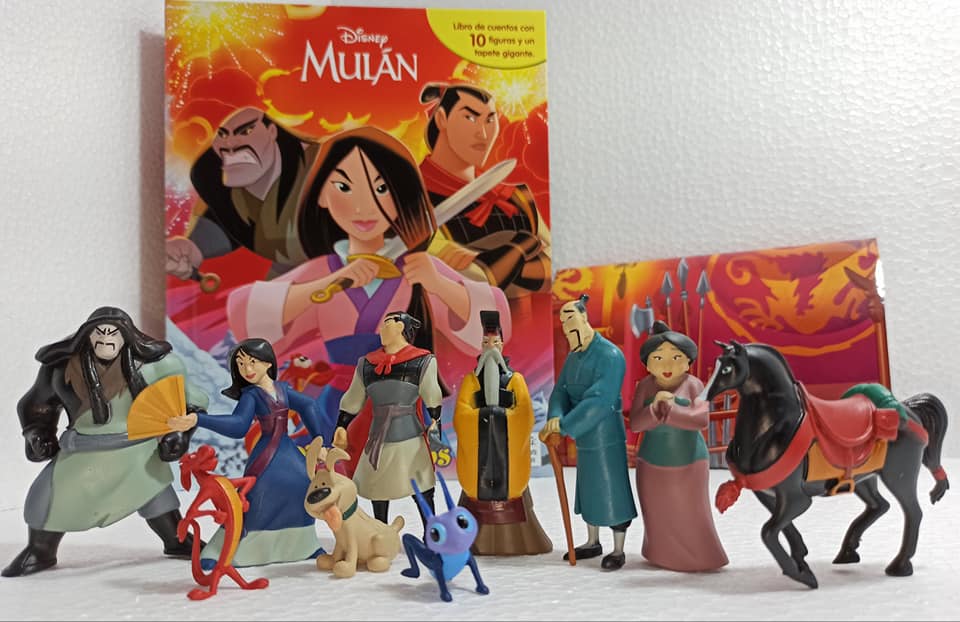 Disney
MULÁN
Libro de cuentos con
10 figuras y un
tapete gigante.